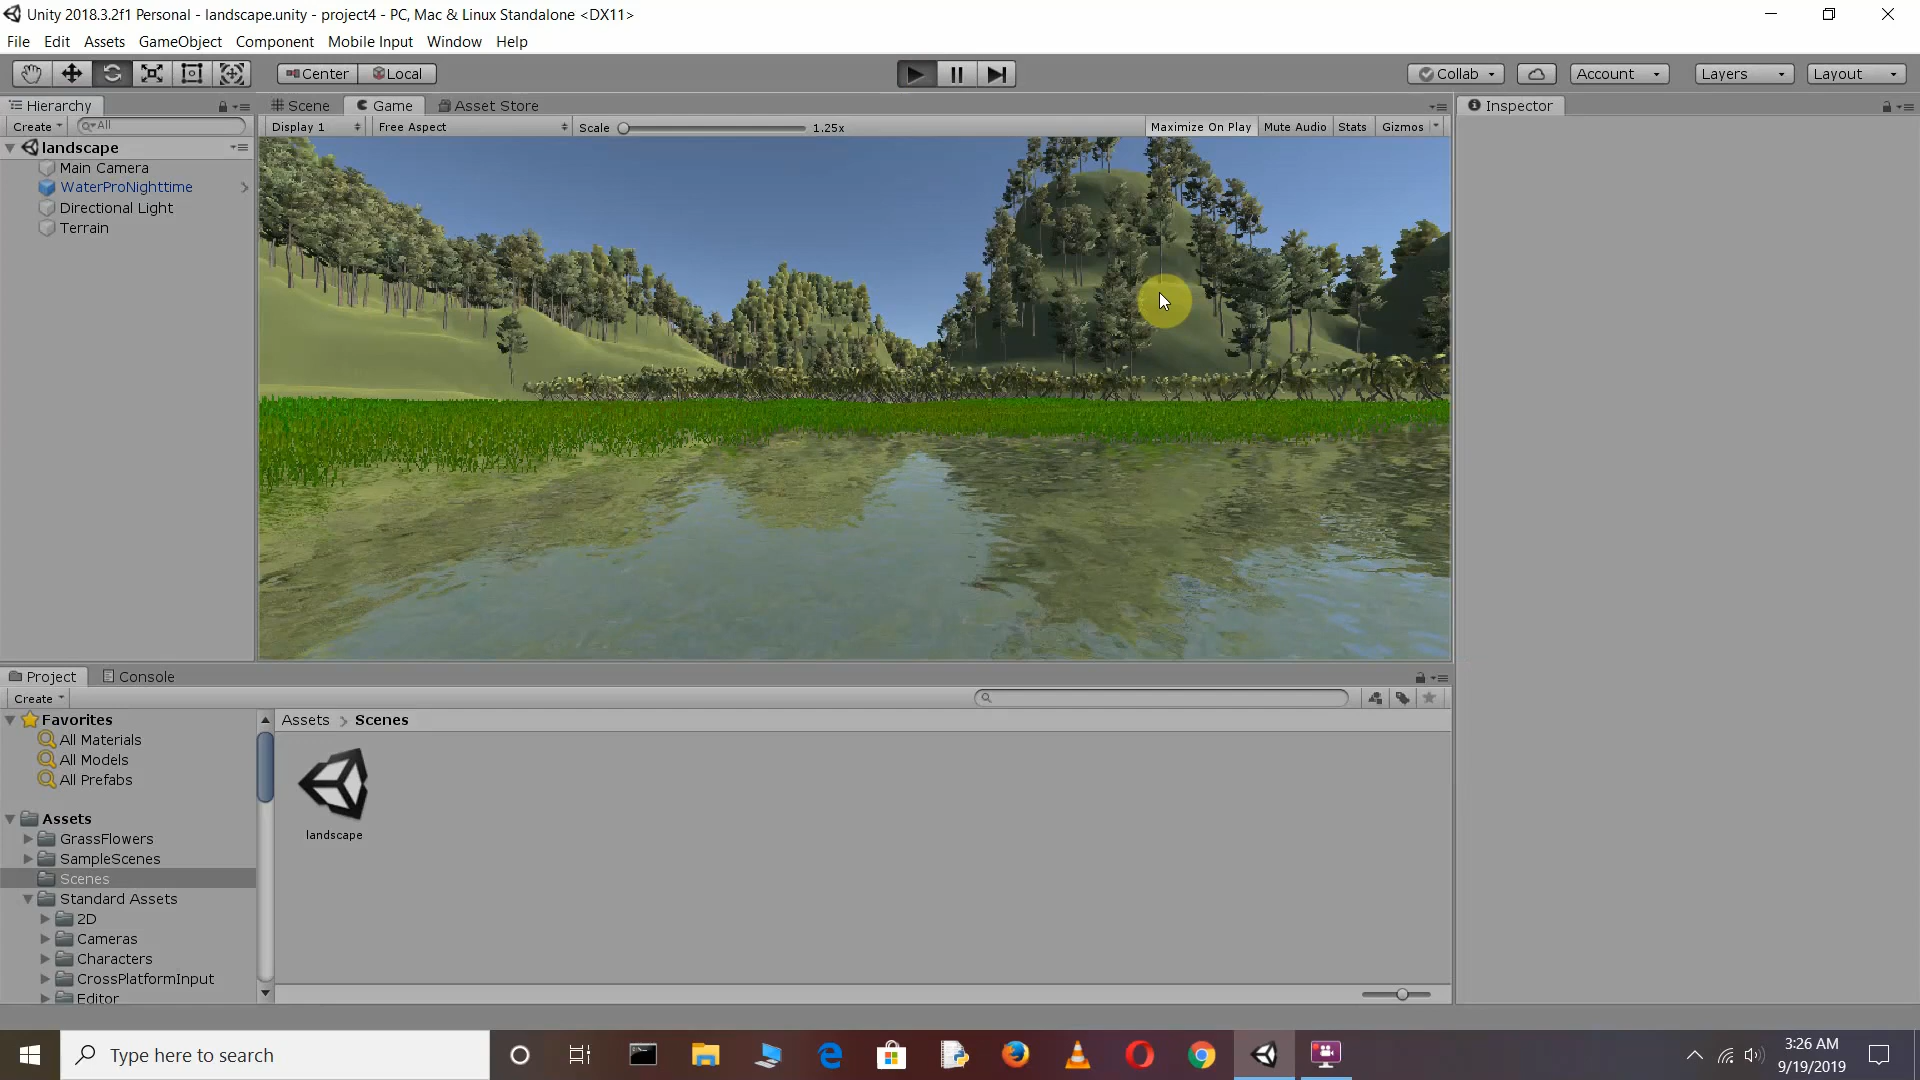 Unity 2018.3.2f1 Personal - landscape.unity - project4 - PC, Mac & Linux Standalone <DX11>
File Edit Assets GameObject Component Mobile Input Window Help
Center Local Collab Account Layers Layout
Hierarchy Scene Game Asset Store Inspector
Create All Display 1 Free Aspect Scale 1.25x Maximize On Play Mute Audio Stats Gizmos
landscape
Main Camera
WaterProNighttime
Directional Light
Terrain
Project Console
Create
Favorites Assets Scenes
All Materials
All Models
All Prefabs
Assets
GrassFlowers
SampleScenes
Scenes
Standard Assets
2D
Cameras
Characters
CrossPlatformInput
Editor
landscape
Type here to search
3:26 AM
9/19/2019